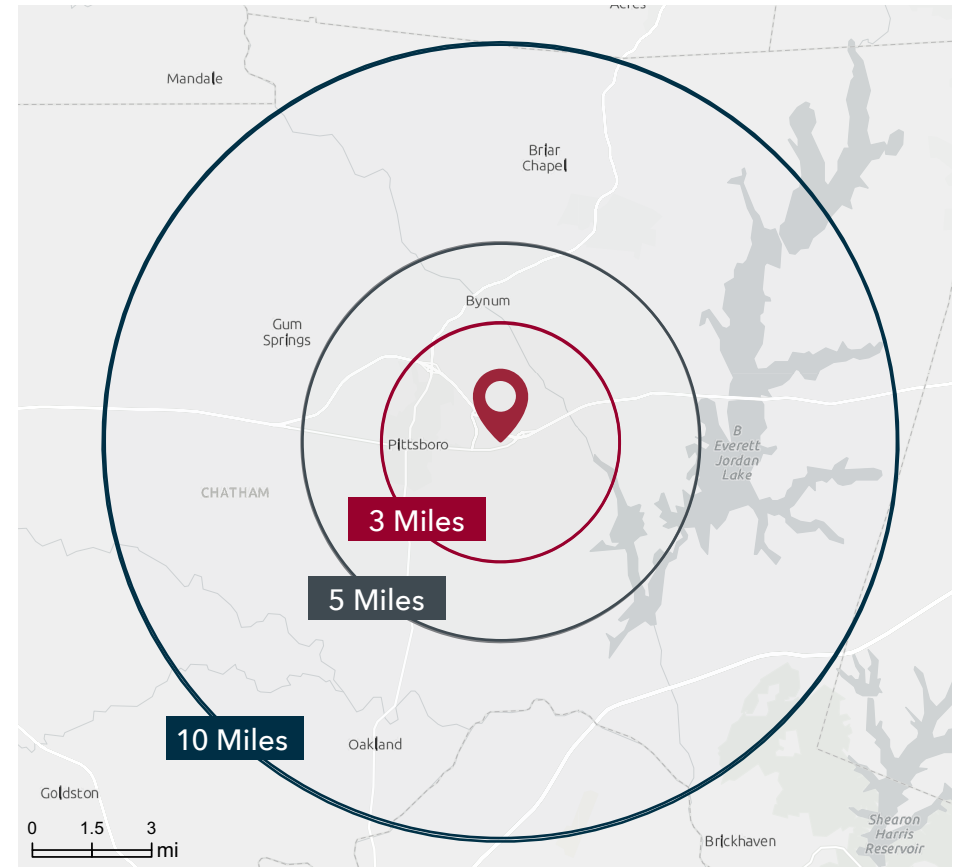 Acres
Mandale
Briar
Chapel
Bynum
Gum
Springs
Pittsboro
B
Everett
Jordan
Lake
CHATHAM
3 Miles
5 Miles
10 Miles
Oakland
Goldston
0 1.5 3
mi
Brickhaven
Shearon
Harris
Reservoir